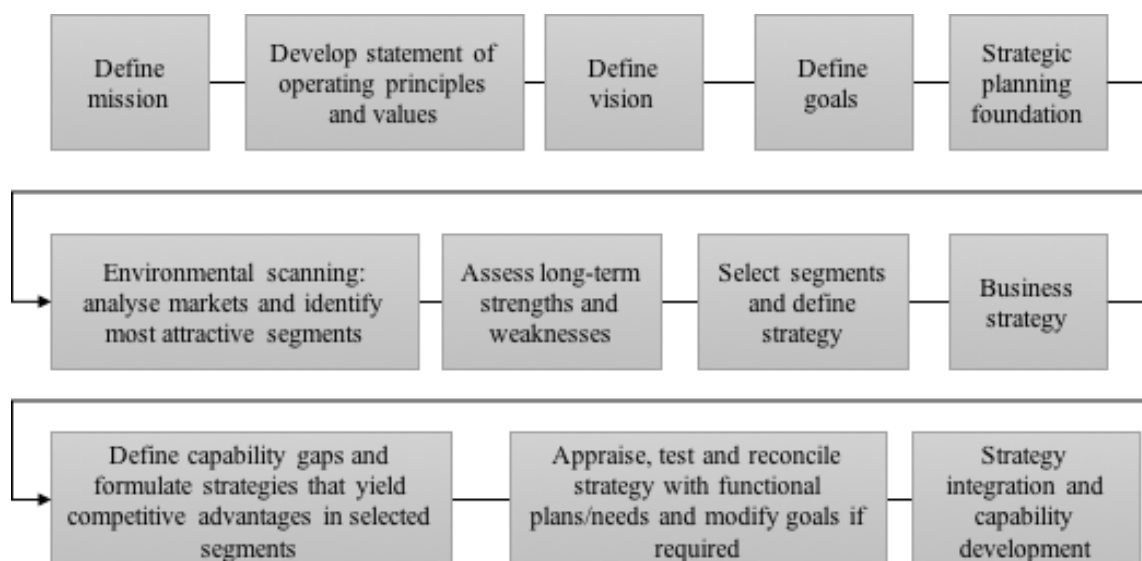 Define
mission
Develop statement of
operating principles
and values
Define
vision
Define
goals
Strategic
planning
foundation
Environmental scanning:
analyse markets and identify
most attractive segments
Assess long-term
strengths and
weaknesses
Select segments
and define
strategy
Business
strategy
Define capability gaps and
formulate strategies that yield
competitive advantages in selected
segments
Appraise, test and reconcile
strategy with functional
plans/needs and modify goals if
required
Strategy
integration and
capability
development